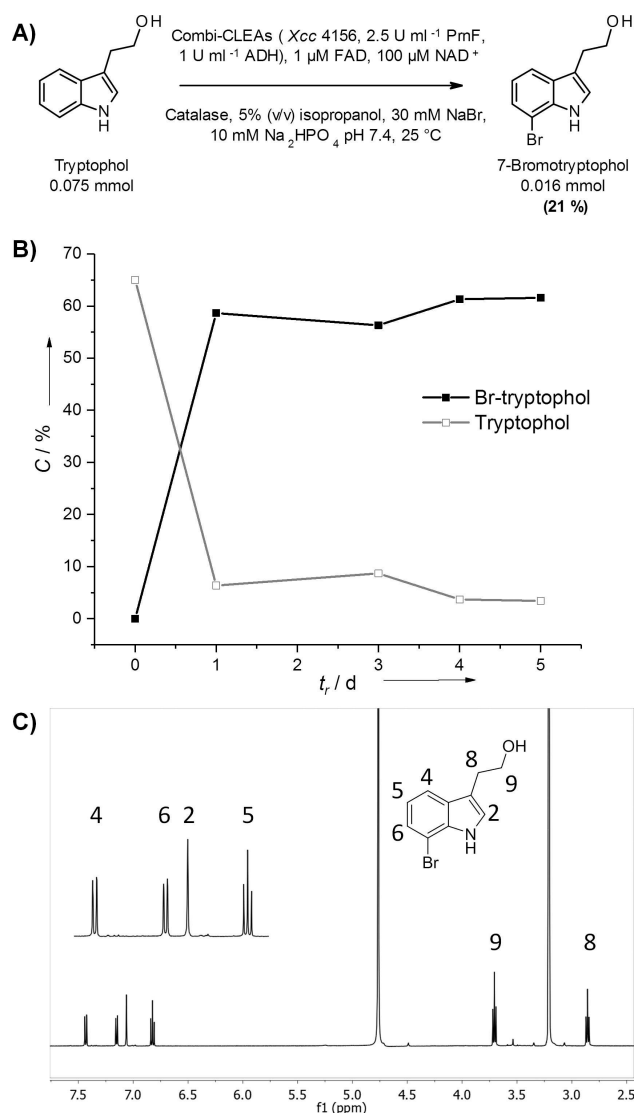 A)
OH
N
H
Tryptophol
0.075 mmol
Combi-CLEAs ( Xcc 4156, 2.5 U ml⁻¹ PrnF,
1 U ml⁻¹ ADH), 1 µM FAD, 100 µM NAD⁺
Catalase, 5% (v/v) isopropanol, 30 mM NaBr,
10 mM Na₂HPO₄ pH 7.4, 25 °C
OH
N
H
Br
7-Bromotryptophol
0.016 mmol
(21 %)
B)
70
60
50
40
30
20
10
0
C / %
Br-tryptophol
Tryptophol
0 1 3 4 5
tᵣ / d
C)
4 6 2 5
OH
8
9
4
5
6
2
N
H
Br
9
8
7.5 7.0 6.5 6.0 5.5 5.0 4.5 4.0 3.5 3.0 2.5
f1 (ppm)